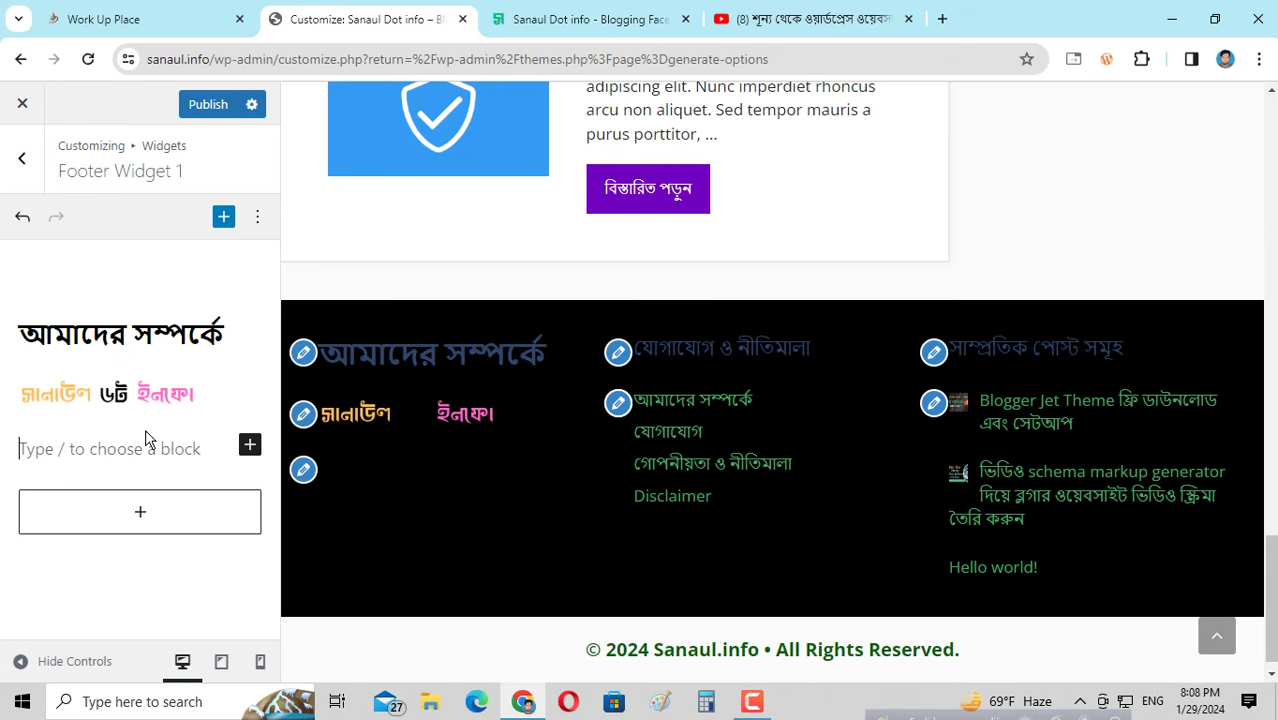 Work Up Place
Customize: Sanaul Dot info – Bl
Sanaul Dot info - Blogging Face
(8) শূন্য থেকে ওয়ার্ডপ্রেস ওয়েবস
sanaul.info/wp-admin/customize.php?return=%2Fwp-admin%2Fthemes.php%3Fpage%3Dgenerate-options
Publish
Customizing ▸ Widgets
Footer Widget 1
আমাদের সম্পর্কে
সানাউল ডট ইনফো
Type / to choose a block
Hide Controls
adipiscing elit. Nunc imperdiet rhoncus
arcu non aliquet. Sed tempor mauris a
purus porttitor, ...
বিস্তারিত পড়ুন
আমাদের সম্পর্কে
সানাউল ইনফো
যোগাযোগ ও নীতিমালা
আমাদের সম্পর্কে
যোগাযোগ
গোপনীয়তা ও নীতিমালা
Disclaimer
সাম্প্রতিক পোস্ট সমূহ
Blogger Jet Theme ফ্রি ডাউনলোড
এবং সেটআপ
ভিডিও schema markup generator
দিয়ে ব্লগার ওয়েবসাইট ভিডিও স্ক্রিমা
তৈরি করুন
Hello world!
© 2024 Sanaul.info • All Rights Reserved.
Type here to search
27
69°F Haze
ENG
8:08 PM
1/29/2024